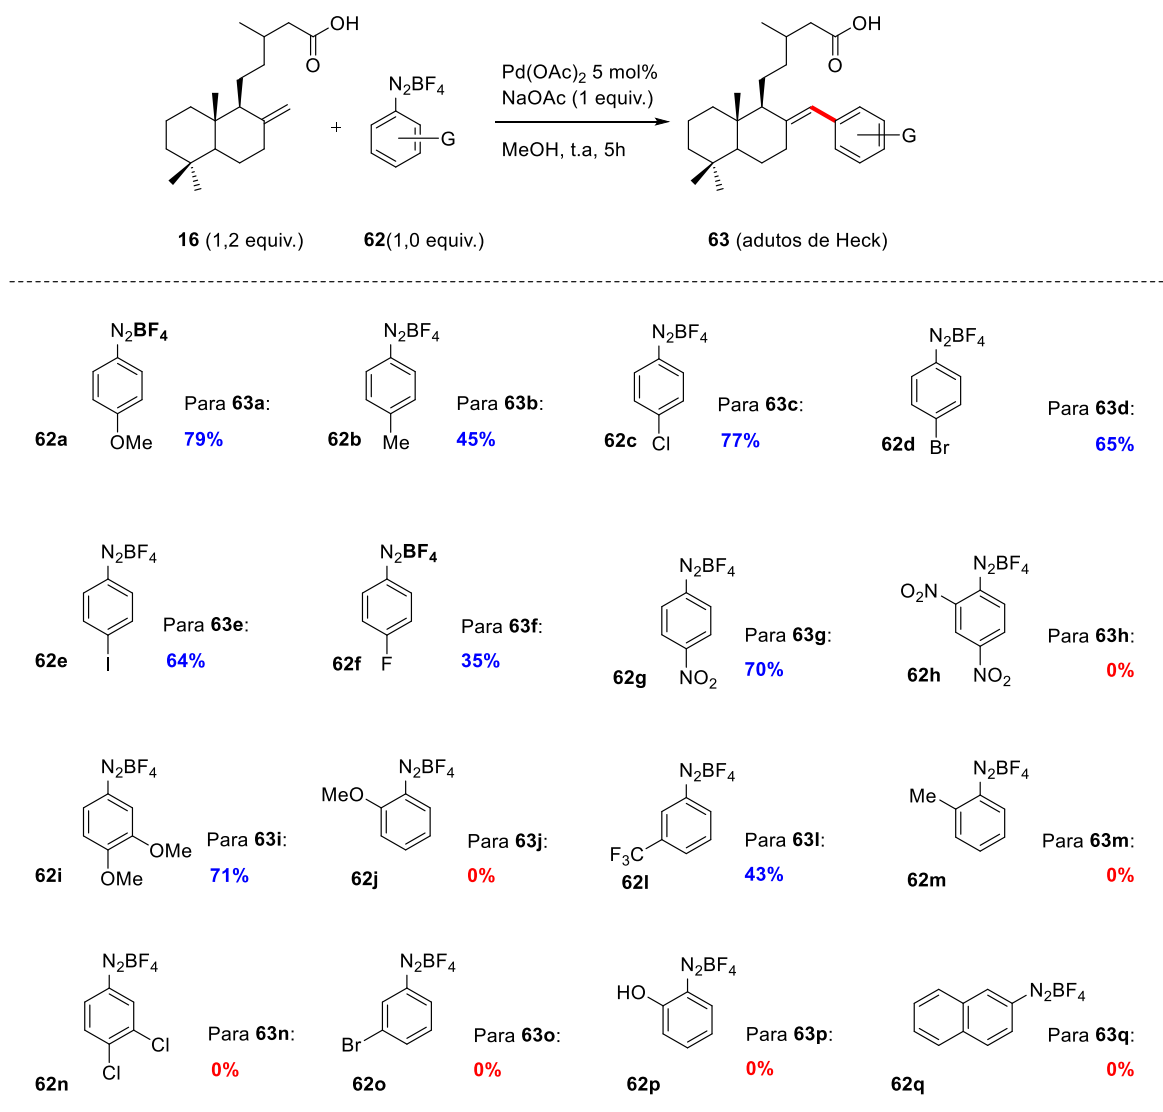 OH
O
N2BF4
G
Pd(OAc)2 5 mol%
NaOAc (1 equiv.)
MeOH, t.a, 5h
OH
O
G
+
16 (1,2 equiv.)
62(1,0 equiv.)
63 (adutos de Heck)
N2BF4
OMe
62a
Para 63a:
79%
N2BF4
Me
62b
Para 63b:
45%
N2BF4
Cl
62c
Para 63c:
77%
N2BF4
Br
62d
Para 63d:
65%
N2BF4
I
62e
Para 63e:
64%
N2BF4
F
62f
Para 63f:
35%
N2BF4
NO2
62g
Para 63g:
70%
N2BF4
O2N
NO2
62h
Para 63h:
0%
N2BF4
OMe
OMe
62i
Para 63i:
71%
N2BF4
MeO
62j
Para 63j:
0%
N2BF4
F3C
62l
Para 63l:
43%
N2BF4
Me
62m
Para 63m:
0%
N2BF4
Cl
Cl
62n
Para 63n:
0%
N2BF4
Br
62o
Para 63o:
0%
N2BF4
HO
62p
Para 63p:
0%
N2BF4
62q
Para 63q:
0%